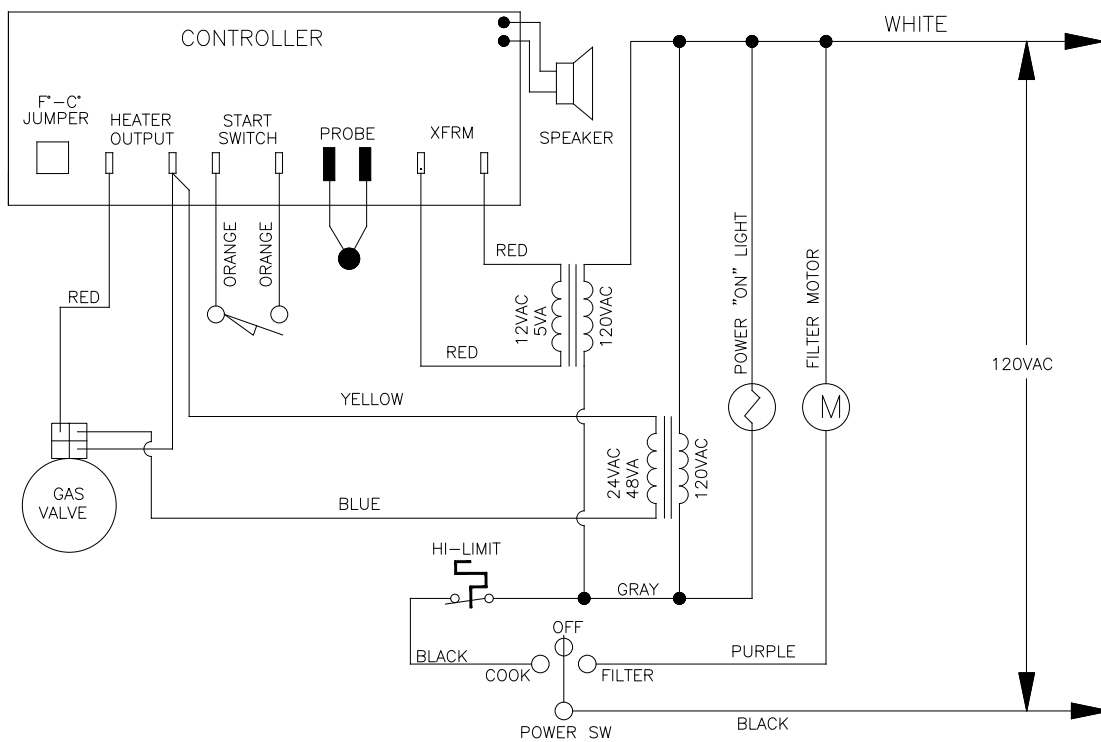 WHITE
CONTROLLER
F°-C°
JUMPER
HEATER
OUTPUT
START
SWITCH
PROBE
XFRM
SPEAKER
ORANGE
ORANGE
RED
RED
RED
12VAC
5VA
120VAC
POWER "ON" LIGHT
FILTER MOTOR
120VAC
YELLOW
M
24VAC
48VA
120VAC
GAS
VALVE
BLUE
HI-LIMIT
GRAY
OFF
BLACK
COOK
FILTER
PURPLE
POWER SW
BLACK